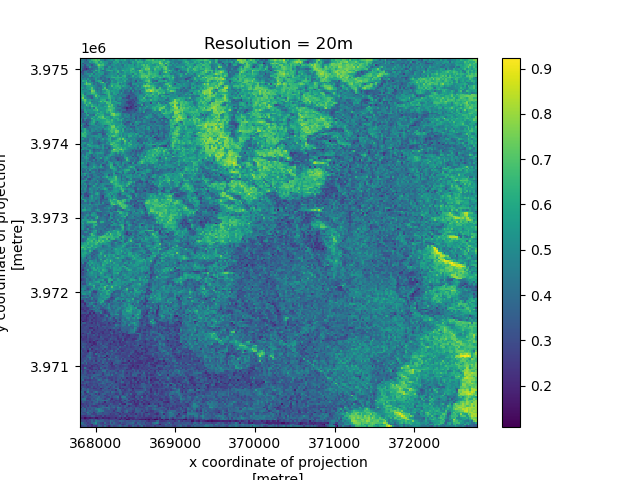 Resolution = 20m
1e6
3.975
3.974
3.973
3.972
3.971
y coordinate of projection
[metre]
368000 369000 370000 371000 372000
x coordinate of projection
[metre]
0.9
0.8
0.7
0.6
0.5
0.4
0.3
0.2